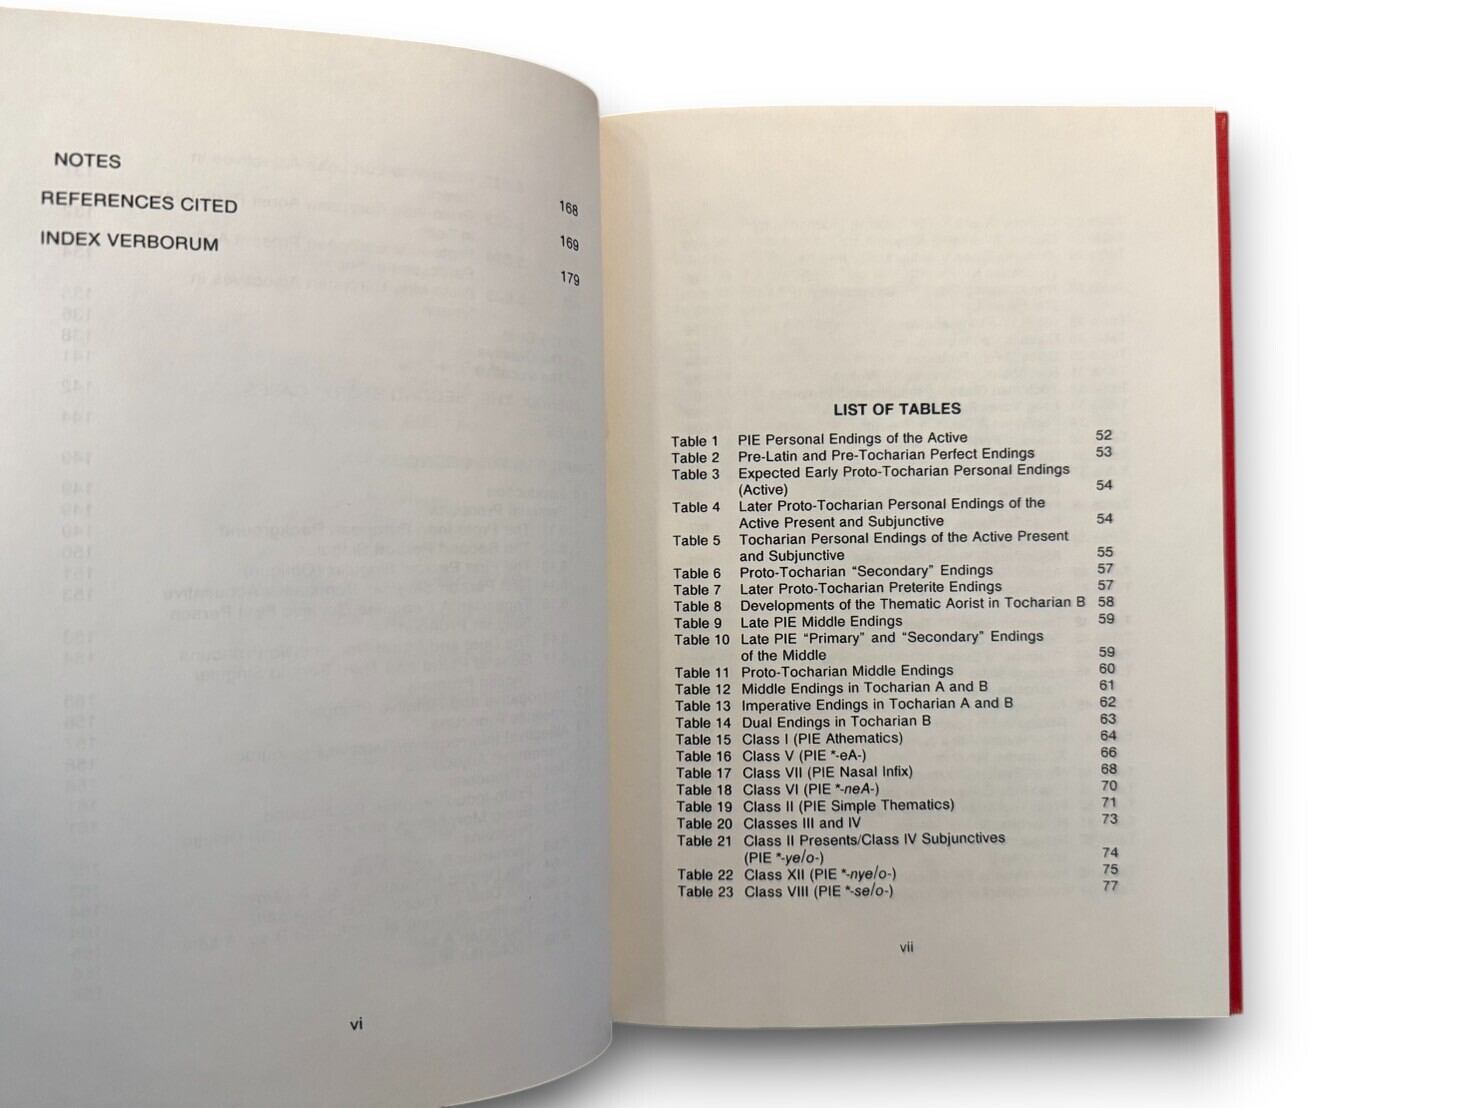 NOTES 168
REFERENCES CITED 169
INDEX VERBORUM 179
vi
LIST OF TABLES
Table 1 PIE Personal Endings of the Active 52
Table 2 Pre-Latin and Pre-Tocharian Perfect Endings 53
Table 3 Expected Early Proto-Tocharian Personal Endings
(Active) 54
Table 4 Later Proto-Tocharian Personal Endings of the
Active Present and Subjunctive 54
Table 5 Tocharian Personal Endings of the Active Present
and Subjunctive 55
Table 6 Proto-Tocharian “Secondary” Endings 57
Table 7 Later Proto-Tocharian Preterite Endings 57
Table 8 Developments of the Thematic Aorist in Tocharian B 58
Table 9 Late PIE Middle Endings 59
Table 10 Late PIE “Primary” and “Secondary” Endings
of the Middle 59
Table 11 Proto-Tocharian Middle Endings 60
Table 12 Middle Endings in Tocharian A and B 61
Table 13 Imperative Endings in Tocharian A and B 62
Table 14 Dual Endings in Tocharian B 63
Table 15 Class I (PIE Athematics) 64
Table 16 Class V (PIE *-eA-) 66
Table 17 Class VII (PIE Nasal Infix) 68
Table 18 Class VI (PIE *-neA-) 70
Table 19 Class II (PIE Simple Thematics) 71
Table 20 Classes III and IV 73
Table 21 Class II Presents/Class IV Subjunctives
(PIE *-ye/o-) 74
Table 22 Class XII (PIE *-nye/o-) 75
Table 23 Class VIII (PIE *-se/o-) 77
vii